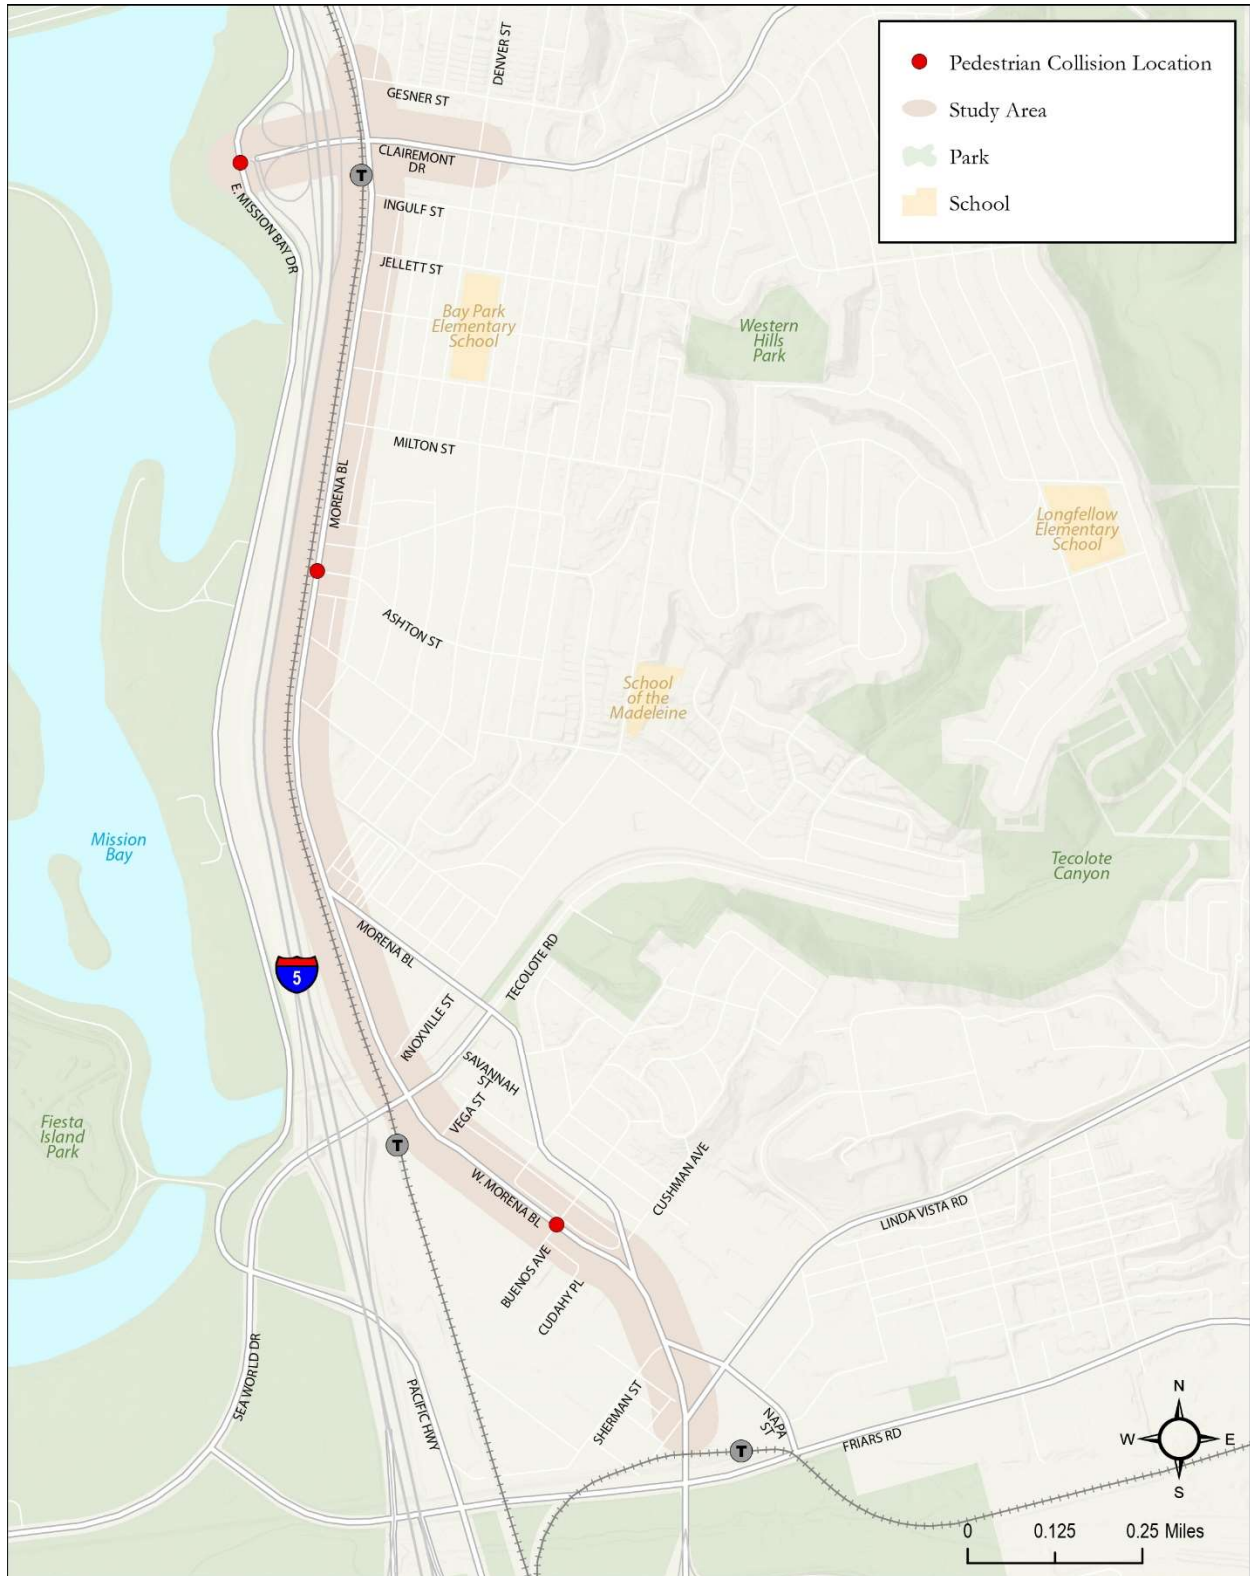 DENVER ST
Pedestrian Collision Location
GESNER ST
Study Area
CLAIREMONT
DR
Park
T
E. MISSION BAY DR
INGULF ST
School
JELLETT ST
Bay Park
Elementary
School
Western
Hills
Park
MILTON ST
MORENA BL
Longfellow
Elementary
School
ASHTON ST
School
of the
Madeleine
Mission
Bay
Tecolote
Canyon
MORENA BL
TECOLOTE RD
5
KNOXVILLE ST
SAVANNAH
ST
VEGA ST
Fiesta
Island
Park
T
W. MORENA BL
CUSHMAN AVE
LINDA VISTA RD
BUENOS AVE
CUDAHY PL
SEA WORLD DR
PACIFIC HWY
SHERMAN ST
NAPA
ST
FRIARS RD
T
N
W
E
S
0 0.125 0.25 Miles